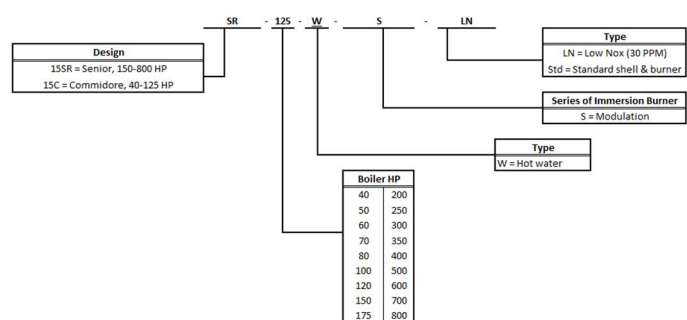 SR - 125 - W - S - LN
Type
LN = Low Nox (30 PPM)
Std = Standard shell & burner
Design
15SR = Senior, 150-800 HP
15C = Commidore, 40-125 HP
Series of Immersion Burner
S = Modulation
Type
W = Hot water
Boiler HP
40 200
50 250
60 300
70 350
80 400
100 500
120 600
150 700
175 800